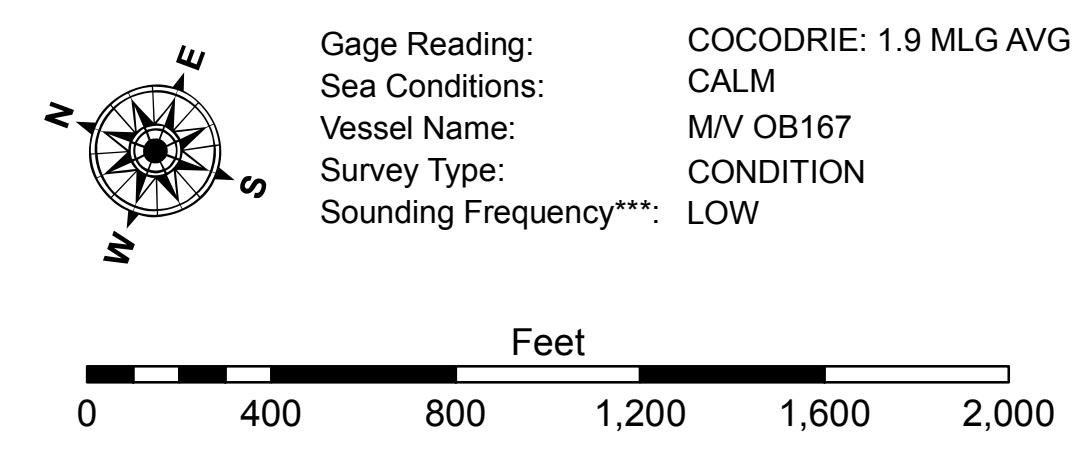 N
E
S
W
Gage Reading: COCODRIE: 1.9 MLG AVG
Sea Conditions: CALM
Vessel Name: M/V OB167
Survey Type: CONDITION
Sounding Frequency***: LOW
Feet
0 400 800 1,200 1,600 2,000